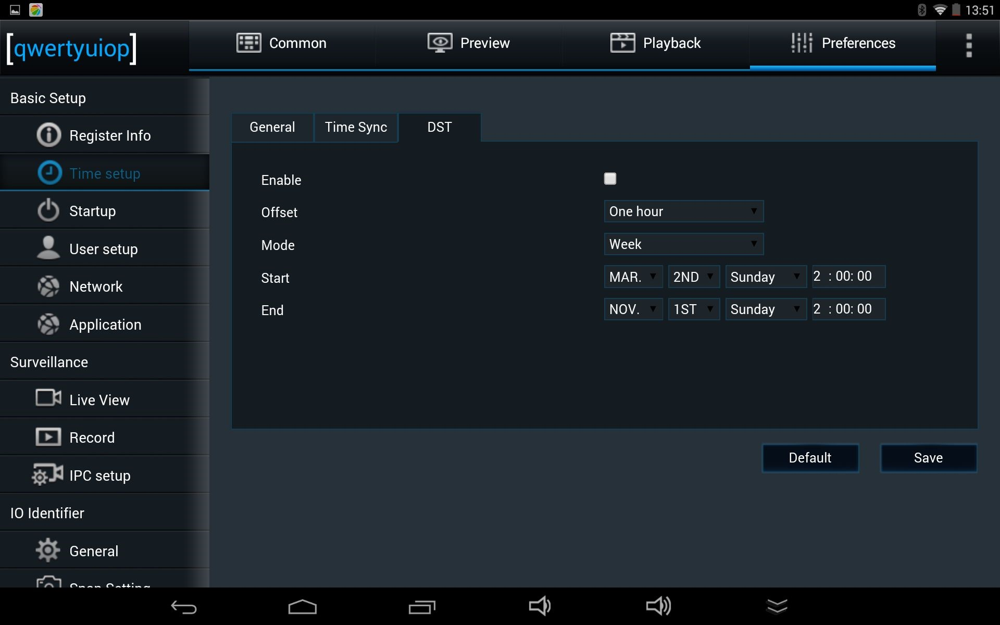 13:51
[qwertyuiop]
Common
Preview
Playback
Preferences
Basic Setup
Register Info
Time setup
Startup
User setup
Network
Application
Surveillance
Live View
Record
IPC setup
IO Identifier
General
Snap Setting
General
Time Sync
DST
Enable
Offset
One hour
Mode
Week
Start
MAR. 2ND Sunday 2 : 00: 00
End
NOV. 1ST Sunday 2 : 00: 00
Default
Save